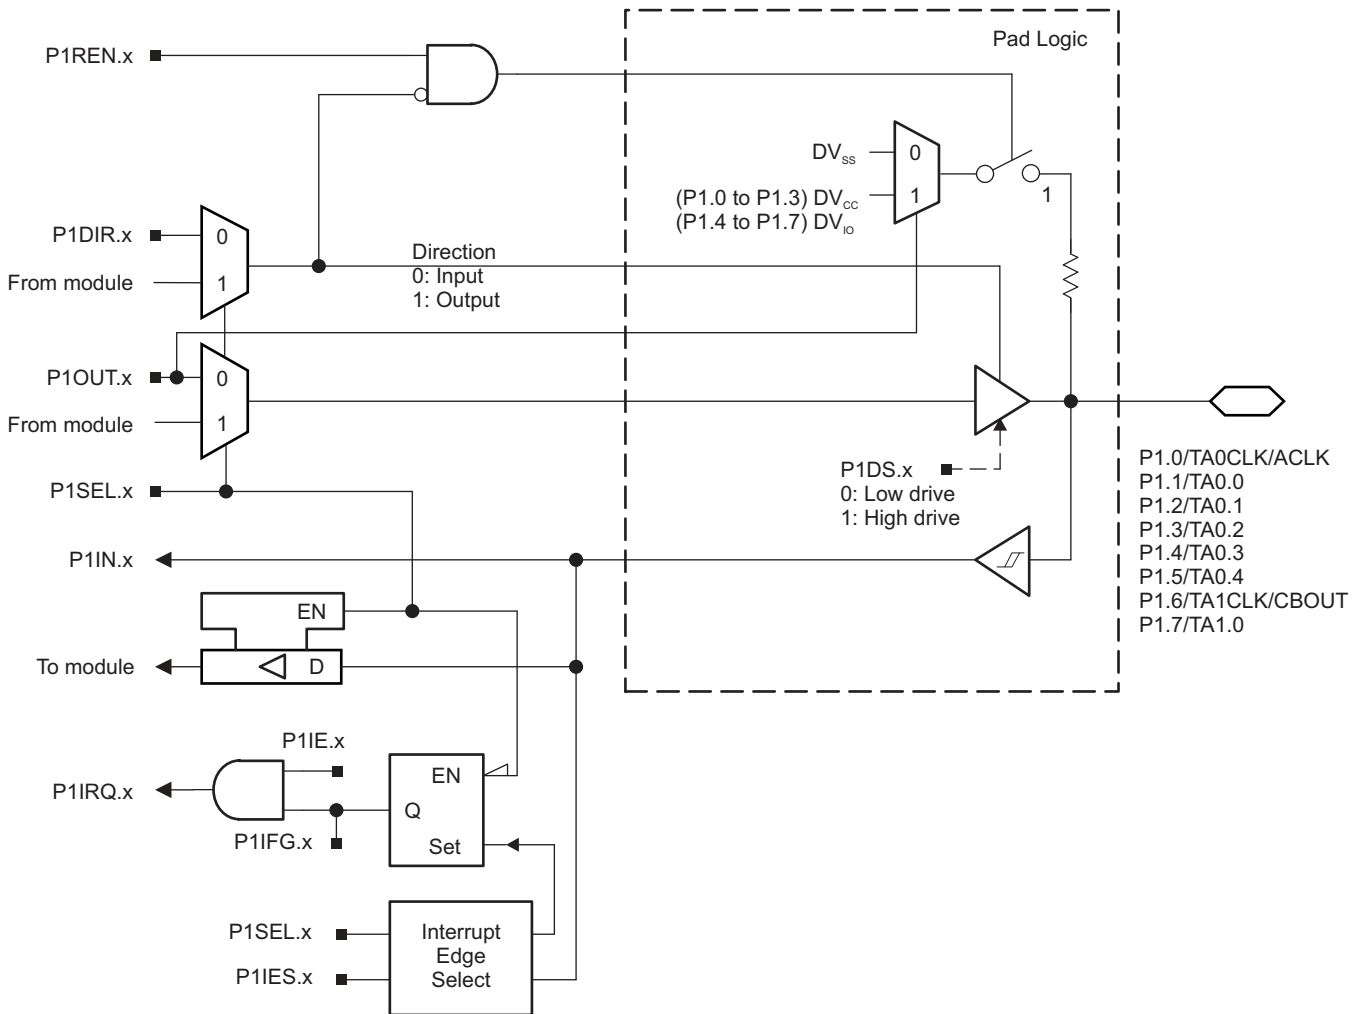 Pad Logic
P1REN.x
DVSS
0
(P1.0 to P1.3) DVCC
1
(P1.4 to P1.7) DVIO
1
P1DIR.x
0
From module
1
Direction
0: Input
1: Output
P1OUT.x
0
From module
1
P1SEL.x
P1DS.x
0: Low drive
1: High drive
P1.0/TA0CLK/ACLK
P1.1/TA0.0
P1.2/TA0.1
P1.3/TA0.2
P1.4/TA0.3
P1.5/TA0.4
P1.6/TA1CLK/CBOUT
P1.7/TA1.0
P1IN.x
EN
To module
D
P1IE.x
P1IRQ.x
EN
Q
P1IFG.x
Set
P1SEL.x
P1IES.x
Interrupt
Edge
Select